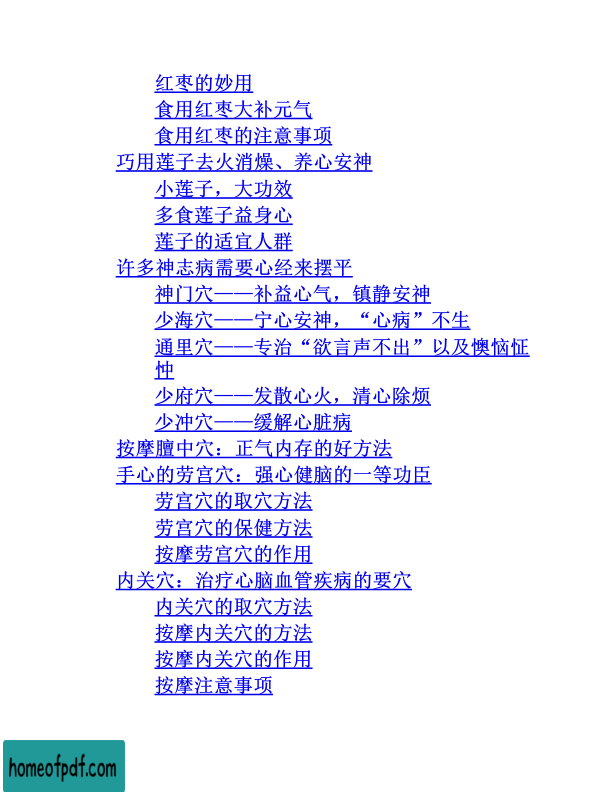 红枣的妙用
食用红枣大补元气
食用红枣的注意事项
巧用莲子去火消燥、养心安神
小莲子，大功效
多食莲子益身心
莲子的适宜人群
许多神志病需要心经来摆平
神门穴——补益心气，镇静安神
少海穴——宁心安神，“心病”不生
通里穴——专治“欲言声不出”以及懊恼怔
忡
少府穴——发散心火，清心除烦
少冲穴——缓解心脏病
按摩膻中穴：正气内存的好方法
手心的劳宫穴：强心健脑的一等功臣
劳宫穴的取穴方法
劳宫穴的保健方法
按摩劳宫穴的作用
内关穴：治疗心脑血管疾病的要穴
内关穴的取穴方法
按摩内关穴的方法
按摩内关穴的作用
按摩注意事项
homeofpdf.com